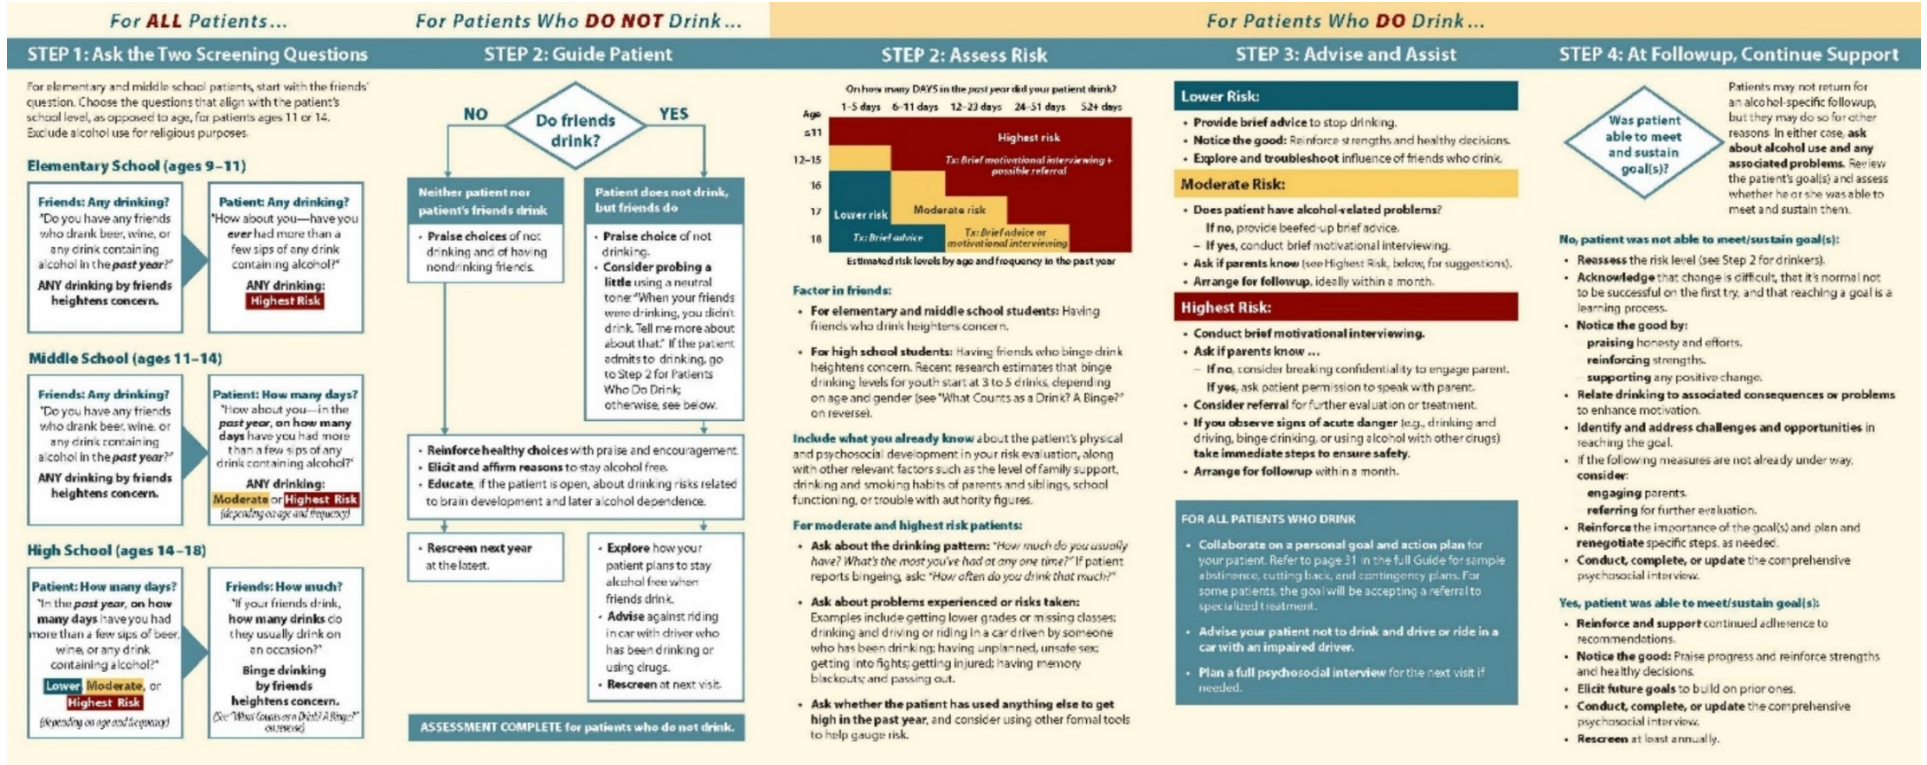 For ALL Patients...
STEP 1: Ask the Two Screening Questions
For elementary and middle school patients, start with the friends'
question. Choose the questions that align with the patient's
school level, as opposed to age, for patients ages 11 or 14.
Exclude alcohol use for religious purposes.
Elementary School (ages 9–11)
Friends: Any drinking?
"Do you have any friends
who drank beer, wine, or
any drink containing
alcohol in the past year?"
ANY drinking by friends
heightens concern.
Patient: Any drinking?
"How about you—have you
ever had more than a
few sips of any drink
containing alcohol?"
ANY drinking:
Highest Risk
Middle School (ages 11–14)
Friends: Any drinking?
"Do you have any friends
who drank beer, wine, or
any drink containing
alcohol in the past year?"
ANY drinking by friends
heightens concern.
Patient: How many days?
"How about you—in the
past year, on how many
days have you had more
than a few sips of any
drink containing alcohol?"
ANY drinking:
Moderate or Highest Risk
(depending on age and frequency)
High School (ages 14–18)
Patient: How many days?
"In the past year, on how
many days have you had
more than a few sips of beer,
wine, or any drink
containing alcohol?"
Lower Moderate, or
Highest Risk
(depending on age and frequency)
Friends: How much?
"If your friends drink,
how many drinks do
they usually drink on
an occasion?"
Binge drinking
by friends
heightens concern.
(See "What Counts as a Drink? A Binge?"
on reverse)
For Patients Who DO NOT Drink...
STEP 2: Guide Patient
NO
Do friends
drink?
YES
Neither patient nor
patient's friends drink
• Praise choices of not
drinking and of having
nondrinking friends.
Patient does not drink,
but friends do
• Praise choice of not
drinking.
• Consider probing a
little using a neutral
tone: "When your friends
were drinking, you didn't
drink. Tell me more about
about that." If the patient
admits to drinking, go
to Step 2 for Patients
Who Do Drink;
otherwise, see below.
• Reinforce healthy choices with praise and encouragement.
• Elicit and affirm reasons to stay alcohol free.
• Educate, if the patient is open, about drinking risks related
to brain development and later alcohol dependence.
• Rescreen next year
at the latest.
• Explore how your
patient plans to stay
alcohol free when
friends drink.
• Advise against riding
in car with driver who
has been drinking or
using drugs.
• Rescreen at next visit.
ASSESSMENT COMPLETE for patients who do not drink.
For Patients Who DO Drink...
STEP 2: Assess Risk
On how many DAYS in the past year did your patient drink?
1–5 days 6–11 days 12–23 days 24–51 days 52+ days
Age
≤11
12–15
16
17
18
Highest risk
Tx: Brief motivational interviewing +
possible referral
Lower risk
Tx: Brief advice
Moderate risk
Tx: Brief advice or
motivational interviewing
Estimated risk levels by age and frequency in the past year
Factor in friends:
• For elementary and middle school students: Having
friends who drink heightens concern.
• For high school students: Having friends who binge drink
heightens concern. Recent research estimates that binge
drinking levels for youth start at 3 to 5 drinks, depending
on age and gender (see "What Counts as a Drink? A Binge?"
on reverse).
Include what you already know about the patient's physical
and psychosocial development in your risk evaluation, along
with other relevant factors such as the level of family support,
drinking and smoking habits of parents and siblings, school
functioning, or trouble with authority figures.
For moderate and highest risk patients:
• Ask about the drinking pattern: "How much do you usually
have? What's the most you've had at any one time?" If patient
reports bingeing, ask: "How often do you drink that much?"
• Ask about problems experienced or risks taken:
Examples include getting lower grades or missing classes;
drinking and driving or riding in a car driven by someone
who has been drinking; having unplanned, unsafe sex;
getting into fights; getting injured; having memory
blackouts; and passing out.
• Ask whether the patient has used anything else to get
high in the past year, and consider using other formal tools
to help gauge risk.
STEP 3: Advise and Assist
Lower Risk:
• Provide brief advice to stop drinking.
• Notice the good: Reinforce strengths and healthy decisions.
• Explore and troubleshoot influence of friends who drink.
Moderate Risk:
• Does patient have alcohol-related problems?
If no, provide beefed-up brief advice.
– If yes, conduct brief motivational interviewing.
• Ask if parents know (see Highest Risk, below, for suggestions).
• Arrange for followup, ideally within a month.
Highest Risk:
• Conduct brief motivational interviewing.
• Ask if parents know ...
– If no, consider breaking confidentiality to engage parent.
If yes, ask patient permission to speak with parent.
• Consider referral for further evaluation or treatment.
• If you observe signs of acute danger (e.g., drinking and
driving, binge drinking, or using alcohol with other drugs)
take immediate steps to ensure safety.
• Arrange for followup within a month.
FOR ALL PATIENTS WHO DRINK
• Collaborate on a personal goal and action plan for
your patient. Refer to page 31 in the full Guide for sample
abstinence, cutting back, and contingency plans. For
some patients, the goal will be accepting a referral to
specialized treatment.
• Advise your patient not to drink and drive or ride in a
car with an impaired driver.
• Plan a full psychosocial interview for the next visit if
needed.
STEP 4: At Followup, Continue Support
Was patient
able to meet
and sustain
goal(s)?
Patients may not return for
an alcohol-specific followup,
but they may do so for other
reasons. In either case, ask
about alcohol use and any
associated problems. Review
the patient's goal(s) and assess
whether he or she was able to
meet and sustain them.
No, patient was not able to meet/sustain goal(s):
• Reassess the risk level (see Step 2 for drinkers).
• Acknowledge that change is difficult, that it's normal not
to be successful on the first try, and that reaching a goal is a
learning process.
• Notice the good by:
praising honesty and efforts.
reinforcing strengths.
supporting any positive change.
• Relate drinking to associated consequences or problems
to enhance motivation.
• Identify and address challenges and opportunities in
reaching the goal.
• If the following measures are not already under way,
consider:
engaging parents.
referring for further evaluation.
• Reinforce the importance of the goal(s) and plan and
renegotiate specific steps, as needed.
• Conduct, complete, or update the comprehensive
psychosocial interview.
Yes, patient was able to meet/sustain goal(s):
• Reinforce and support continued adherence to
recommendations.
• Notice the good: Praise progress and reinforce strengths
and healthy decisions.
• Elicit future goals to build on prior ones.
• Conduct, complete, or update the comprehensive
psychosocial interview.
• Rescreen at least annually.